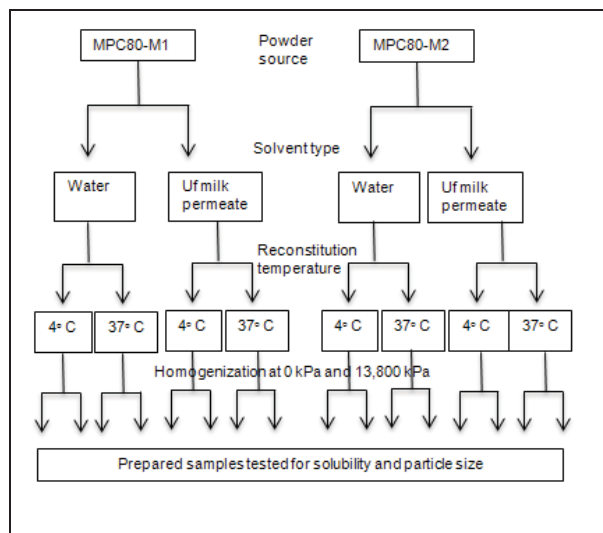 MPC80-M1
Powder
source
MPC80-M2
Solvent type
Water
Uf milk
permeate
Water
Uf milk
permeate
Reconstitution
temperature
4° C
37° C
4° C
37° C
4° C
37° C
4° C
37° C
Homogenization at 0 kPa and 13,800 kPa
Prepared samples tested for solubility and particle size